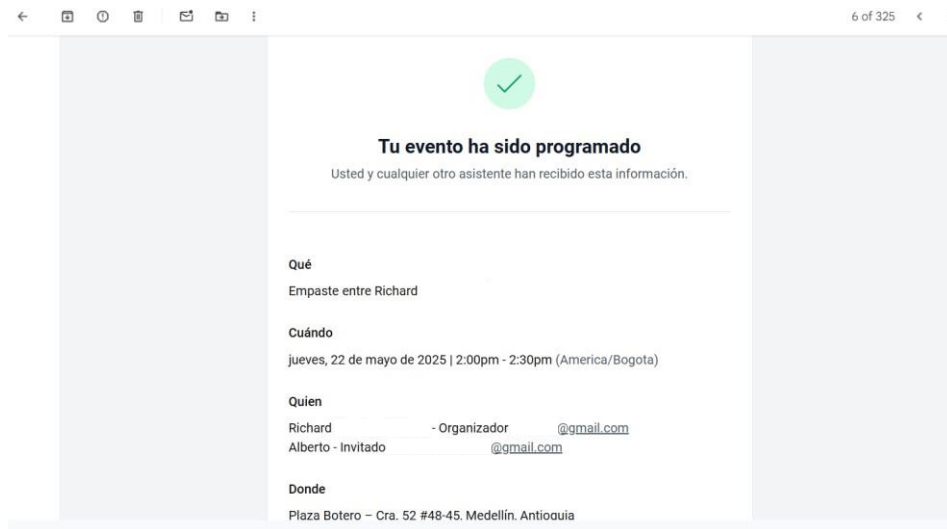 6 of 325
Tu evento ha sido programado
Usted y cualquier otro asistente han recibido esta información.
Qué
Empaste entre Richard
Cuándo
jueves, 22 de mayo de 2025 | 2:00pm - 2:30pm (America/Bogota)
Quien
Richard - Organizador @gmail.com
Alberto - Invitado @gmail.com
Donde
Plaza Botero – Cra. 52 #48-45, Medellín, Antioquia